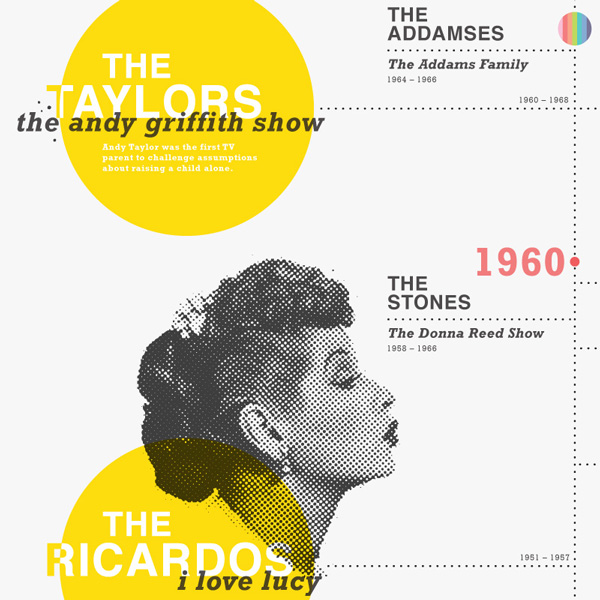 THE
ADDAMSES
The Addams Family
1964 – 1966
1960 – 1968
THE
TAYLORS
the andy griffith show
Andy Taylor was the first TV
parent to challenge assumptions
about raising a child alone.
1960
THE
STONES
The Donna Reed Show
1958 – 1966
THE
RICARDOS
i love lucy
1951 – 1957